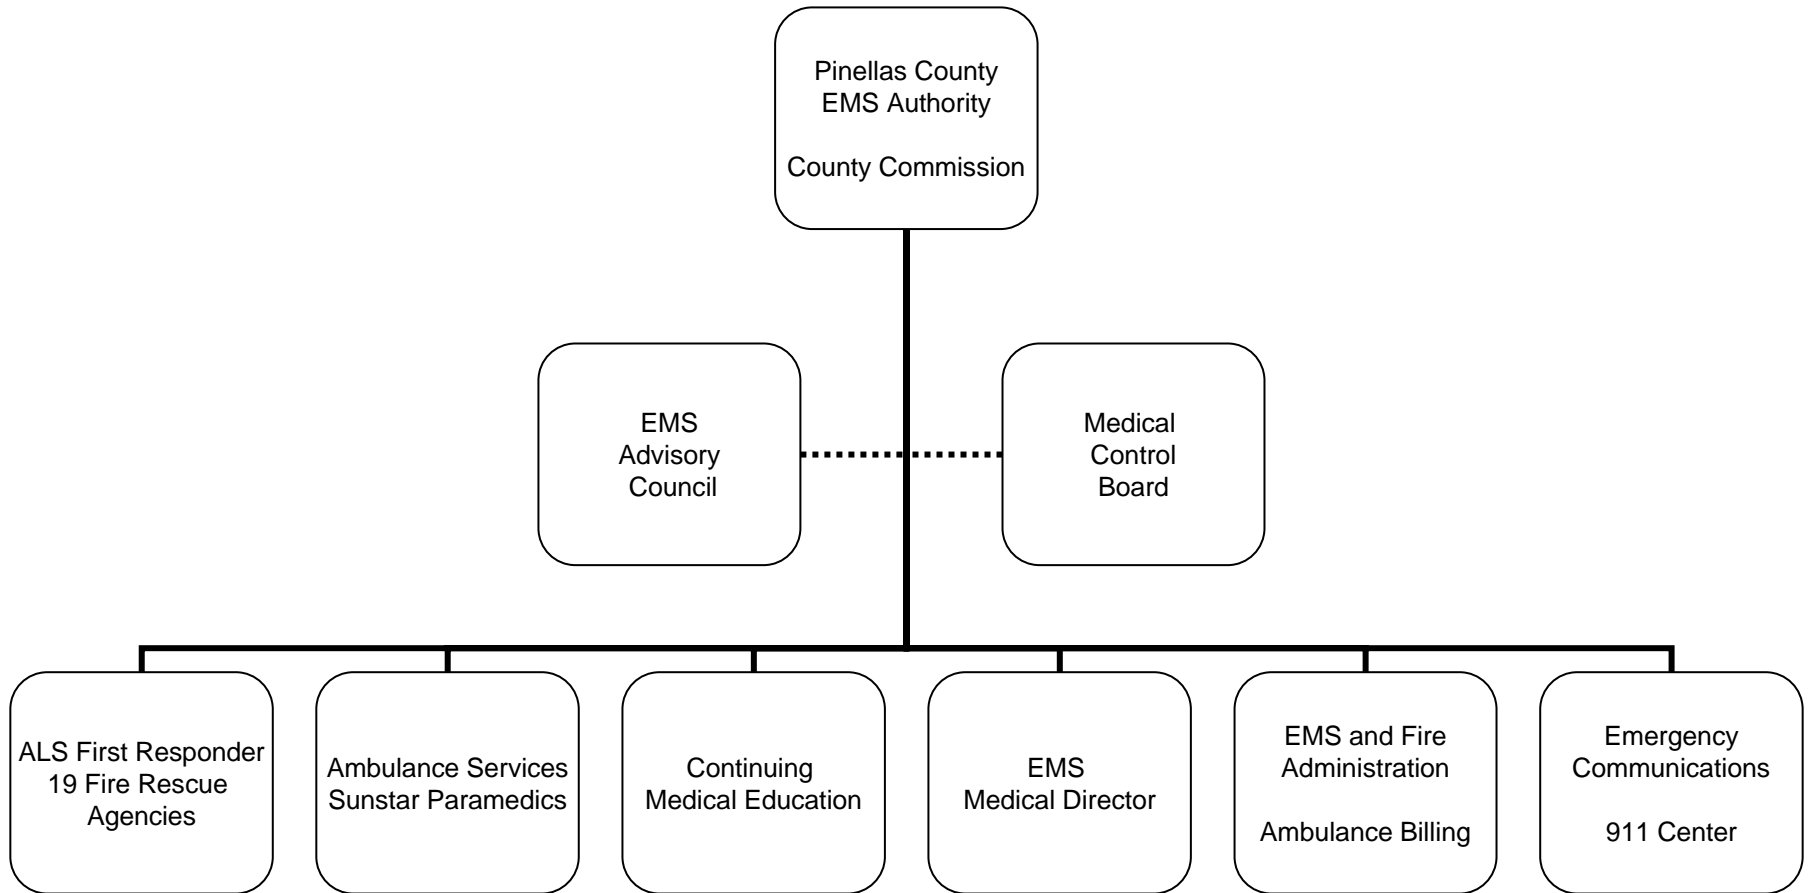 Pinellas County
EMS Authority
County Commission
EMS
Advisory
Council
Medical
Control
Board
ALS First Responder
19 Fire Rescue
Agencies
Ambulance Services
Sunstar Paramedics
Continuing
Medical Education
EMS
Medical Director
EMS and Fire
Administration
Ambulance Billing
Emergency
Communications
911 Center